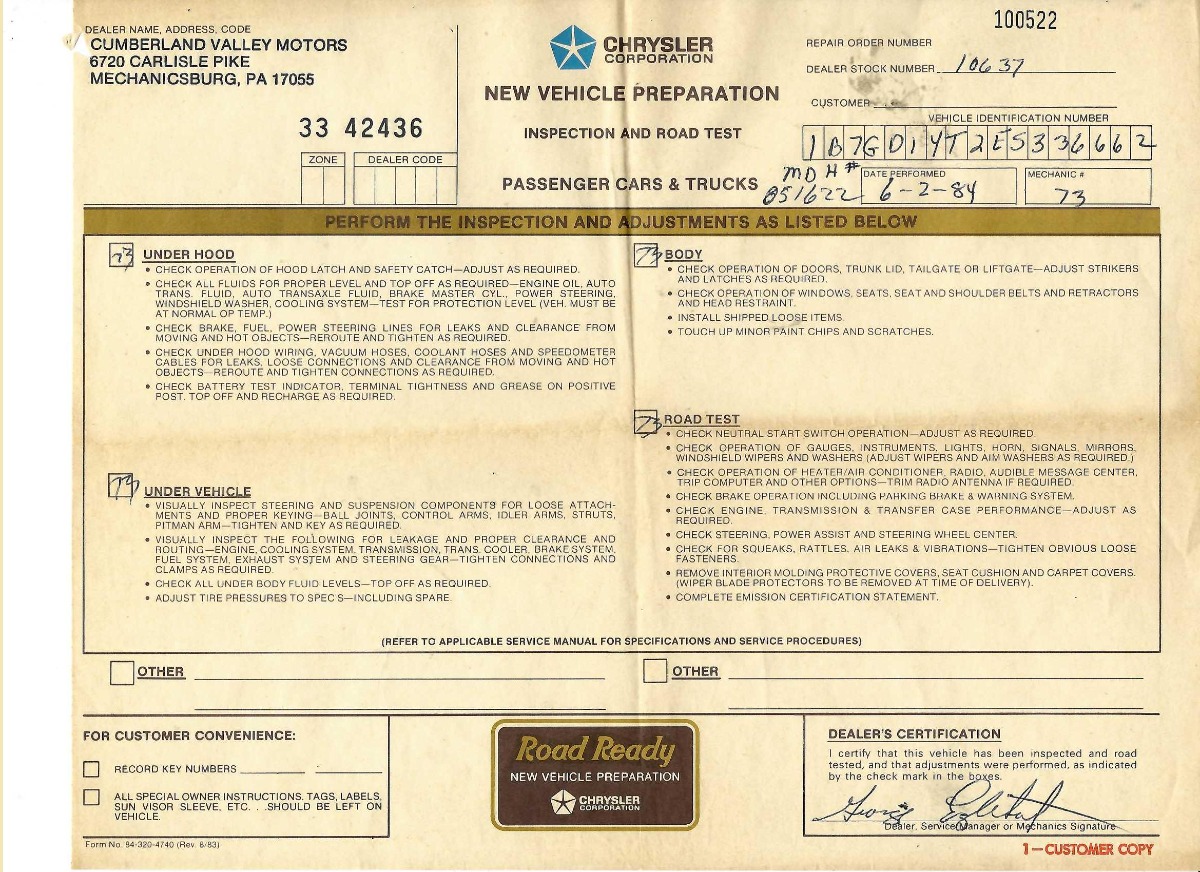 DEALER NAME, ADDRESS, CODE
CUMBERLAND VALLEY MOTORS
6720 CARLISLE PIKE
MECHANICSBURG, PA 17055
33 42436
ZONE
DEALER CODE
CHRYSLER
CORPORATION
NEW VEHICLE PREPARATION
INSPECTION AND ROAD TEST
PASSENGER CARS & TRUCKS
100522
REPAIR ORDER NUMBER
DEALER STOCK NUMBER 10637
CUSTOMER
VEHICLE IDENTIFICATION NUMBER
1B7GD14T2ES336662
MDH#
851622
DATE PERFORMED
6-2-84
MECHANIC #
73
PERFORM THE INSPECTION AND ADJUSTMENTS AS LISTED BELOW
73 UNDER HOOD
• CHECK OPERATION OF HOOD LATCH AND SAFETY CATCH—ADJUST AS REQUIRED.
• CHECK ALL FLUIDS FOR PROPER LEVEL AND TOP OFF AS REQUIRED—ENGINE OIL, AUTO
TRANS. FLUID, AUTO TRANSAXLE FLUID, BRAKE MASTER CYL., POWER STEERING,
WINDSHIELD WASHER, COOLING SYSTEM—TEST FOR PROTECTION LEVEL (VEH. MUST BE
AT NORMAL OP TEMP.)
• CHECK BRAKE, FUEL, POWER STEERING LINES FOR LEAKS AND CLEARANCE FROM
MOVING AND HOT OBJECTS—REROUTE AND TIGHTEN AS REQUIRED.
• CHECK UNDER HOOD WIRING, VACUUM HOSES, COOLANT HOSES AND SPEEDOMETER
CABLES FOR LEAKS, LOOSE CONNECTIONS AND CLEARANCE FROM MOVING AND HOT
OBJECTS—REROUTE AND TIGHTEN CONNECTIONS AS REQUIRED.
• CHECK BATTERY TEST INDICATOR, TERMINAL TIGHTNESS AND GREASE ON POSITIVE
POST. TOP OFF AND RECHARGE AS REQUIRED.
73 UNDER VEHICLE
• VISUALLY INSPECT STEERING AND SUSPENSION COMPONENTS FOR LOOSE ATTACH-
MENTS AND PROPER KEYING—BALL JOINTS, CONTROL ARMS, IDLER ARMS, STRUTS,
PITMAN ARM—TIGHTEN AND KEY AS REQUIRED.
• VISUALLY INSPECT THE FOLLOWING FOR LEAKAGE AND PROPER CLEARANCE AND
ROUTING—ENGINE, COOLING SYSTEM, TRANSMISSION, TRANS. COOLER, BRAKE SYSTEM,
FUEL SYSTEM, EXHAUST SYSTEM AND STEERING GEAR—TIGHTEN CONNECTIONS AND
CLAMPS AS REQUIRED.
• CHECK ALL UNDER BODY FLUID LEVELS—TOP OFF AS REQUIRED.
• ADJUST TIRE PRESSURES TO SPEC S—INCLUDING SPARE.
73 BODY
• CHECK OPERATION OF DOORS, TRUNK LID, TAILGATE OR LIFTGATE—ADJUST STRIKERS
AND LATCHES AS REQUIRED.
• CHECK OPERATION OF WINDOWS, SEATS, SEAT AND SHOULDER BELTS AND RETRACTORS
AND HEAD RESTRAINT.
• INSTALL SHIPPED LOOSE ITEMS.
• TOUCH UP MINOR PAINT CHIPS AND SCRATCHES.
73 ROAD TEST
• CHECK NEUTRAL START SWITCH OPERATION—ADJUST AS REQUIRED.
• CHECK OPERATION OF GAUGES, INSTRUMENTS, LIGHTS, HORN, SIGNALS, MIRRORS,
WINDSHIELD WIPERS AND WASHERS (ADJUST WIPERS AND AIM WASHERS AS REQUIRED.)
• CHECK OPERATION OF HEATER/AIR CONDITIONER, RADIO, AUDIBLE MESSAGE CENTER,
TRIP COMPUTER AND OTHER OPTIONS—TRIM RADIO ANTENNA IF REQUIRED.
• CHECK BRAKE OPERATION INCLUDING PARKING BRAKE & WARNING SYSTEM.
• CHECK ENGINE, TRANSMISSION & TRANSFER CASE PERFORMANCE—ADJUST AS
REQUIRED.
• CHECK STEERING, POWER ASSIST AND STEERING WHEEL CENTER.
• CHECK FOR SQUEAKS, RATTLES, AIR LEAKS & VIBRATIONS—TIGHTEN OBVIOUS LOOSE
FASTENERS.
• REMOVE INTERIOR MOLDING PROTECTIVE COVERS, SEAT CUSHION AND CARPET COVERS.
(WIPER BLADE PROTECTORS TO BE REMOVED AT TIME OF DELIVERY).
• COMPLETE EMISSION CERTIFICATION STATEMENT.
(REFER TO APPLICABLE SERVICE MANUAL FOR SPECIFICATIONS AND SERVICE PROCEDURES)
OTHER
OTHER
FOR CUSTOMER CONVENIENCE:
RECORD KEY NUMBERS
ALL SPECIAL OWNER INSTRUCTIONS. TAGS, LABELS,
SUN VISOR SLEEVE, ETC. . .SHOULD BE LEFT ON
VEHICLE.
Road Ready
NEW VEHICLE PREPARATION
CHRYSLER
CORPORATION
DEALER'S CERTIFICATION
I certify that this vehicle has been inspected and road
tested, and that adjustments were performed, as indicated
by the check mark in the boxes.
Dealer, Service Manager or Mechanics Signature
Form No. 84-320-4740 (Rev. 8/83)
1—CUSTOMER COPY